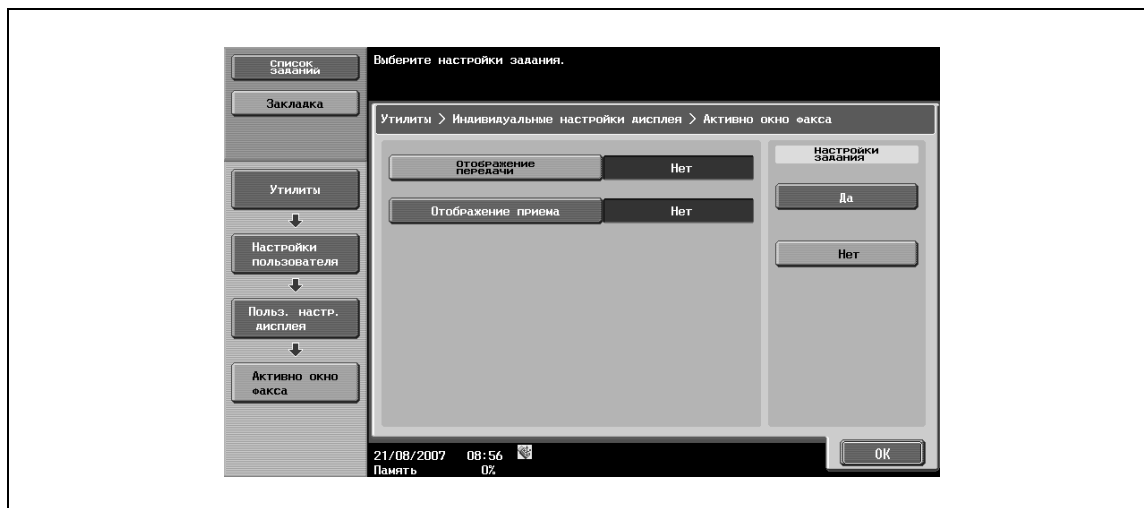 Список
заданий
Закладка
Выберите настройки задания.
Утилиты > Индивидуальные настройки дисплея > Активно окно факса
Отображение
передачи
Нет
Отображение приема
Нет
Настройки
задания
Да
Нет
Утилиты
Настройки
пользователя
Польз. настр.
дисплея
Активно окно
факса
21/08/2007 08:56
Память 0%
OK